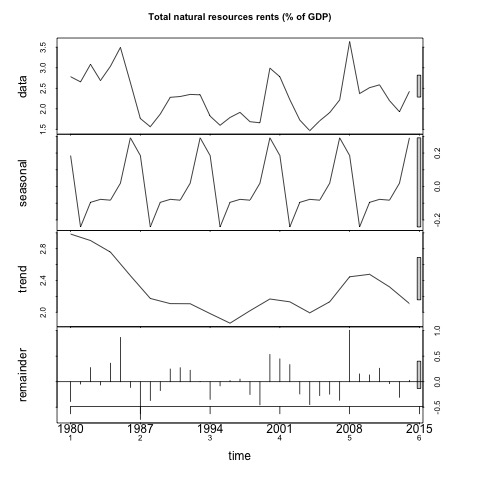 Total natural resources rents (% of GDP)
data
1.5 2.0 2.5 3.0 3.5
seasonal
-0.2 0.0 0.2
trend
2.0 2.4 2.8
remainder
-0.5 0.0 0.5 1.0
1980 1987 1994 2001 2008 2015
1 2 3 4 5 6
time